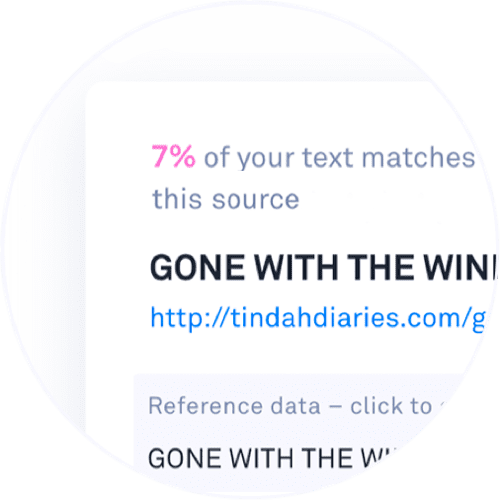 7% of your text matches
this source
GONE WITH THE WIN
http://tindahdiaries.com/g
Reference data – click to
GONE WITH THE WI